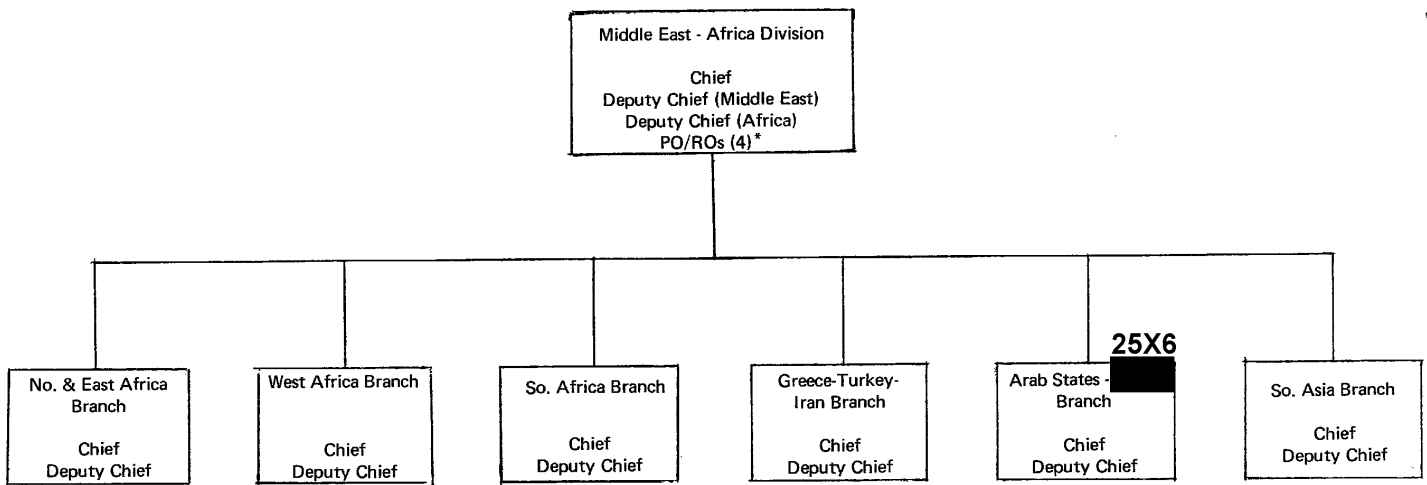 Middle East - Africa Division
Chief
Deputy Chief (Middle East)
Deputy Chief (Africa)
PO/ROs (4)*
No. & East Africa
Branch
Chief
Deputy Chief
West Africa Branch
Chief
Deputy Chief
So. Africa Branch
Chief
Deputy Chief
Greece-Turkey-
Iran Branch
Chief
Deputy Chief
25X6
Arab States -
Branch
Chief
Deputy Chief
So. Asia Branch
Chief
Deputy Chief